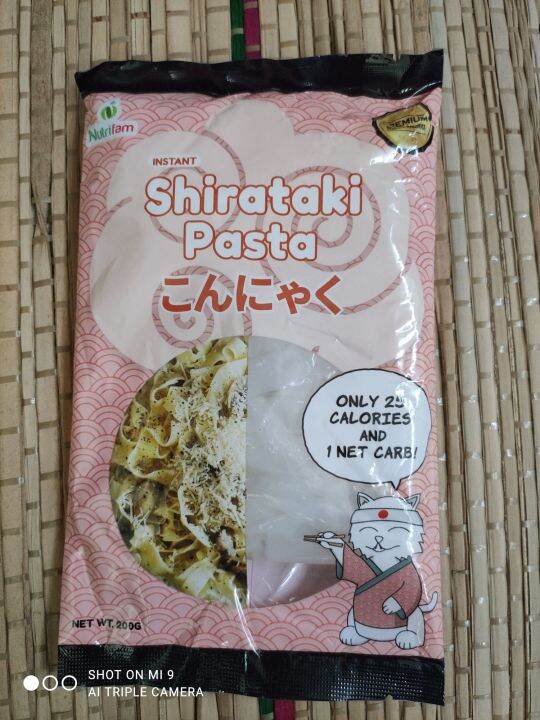 Nutrifam
PREMIUM
INSTANT
Shirataki
Pasta
こんにゃく
ONLY 25
CALORIES
AND
1 NET CARB!
NET WT. 200G
SHOT ON MI 9
AI TRIPLE CAMERA